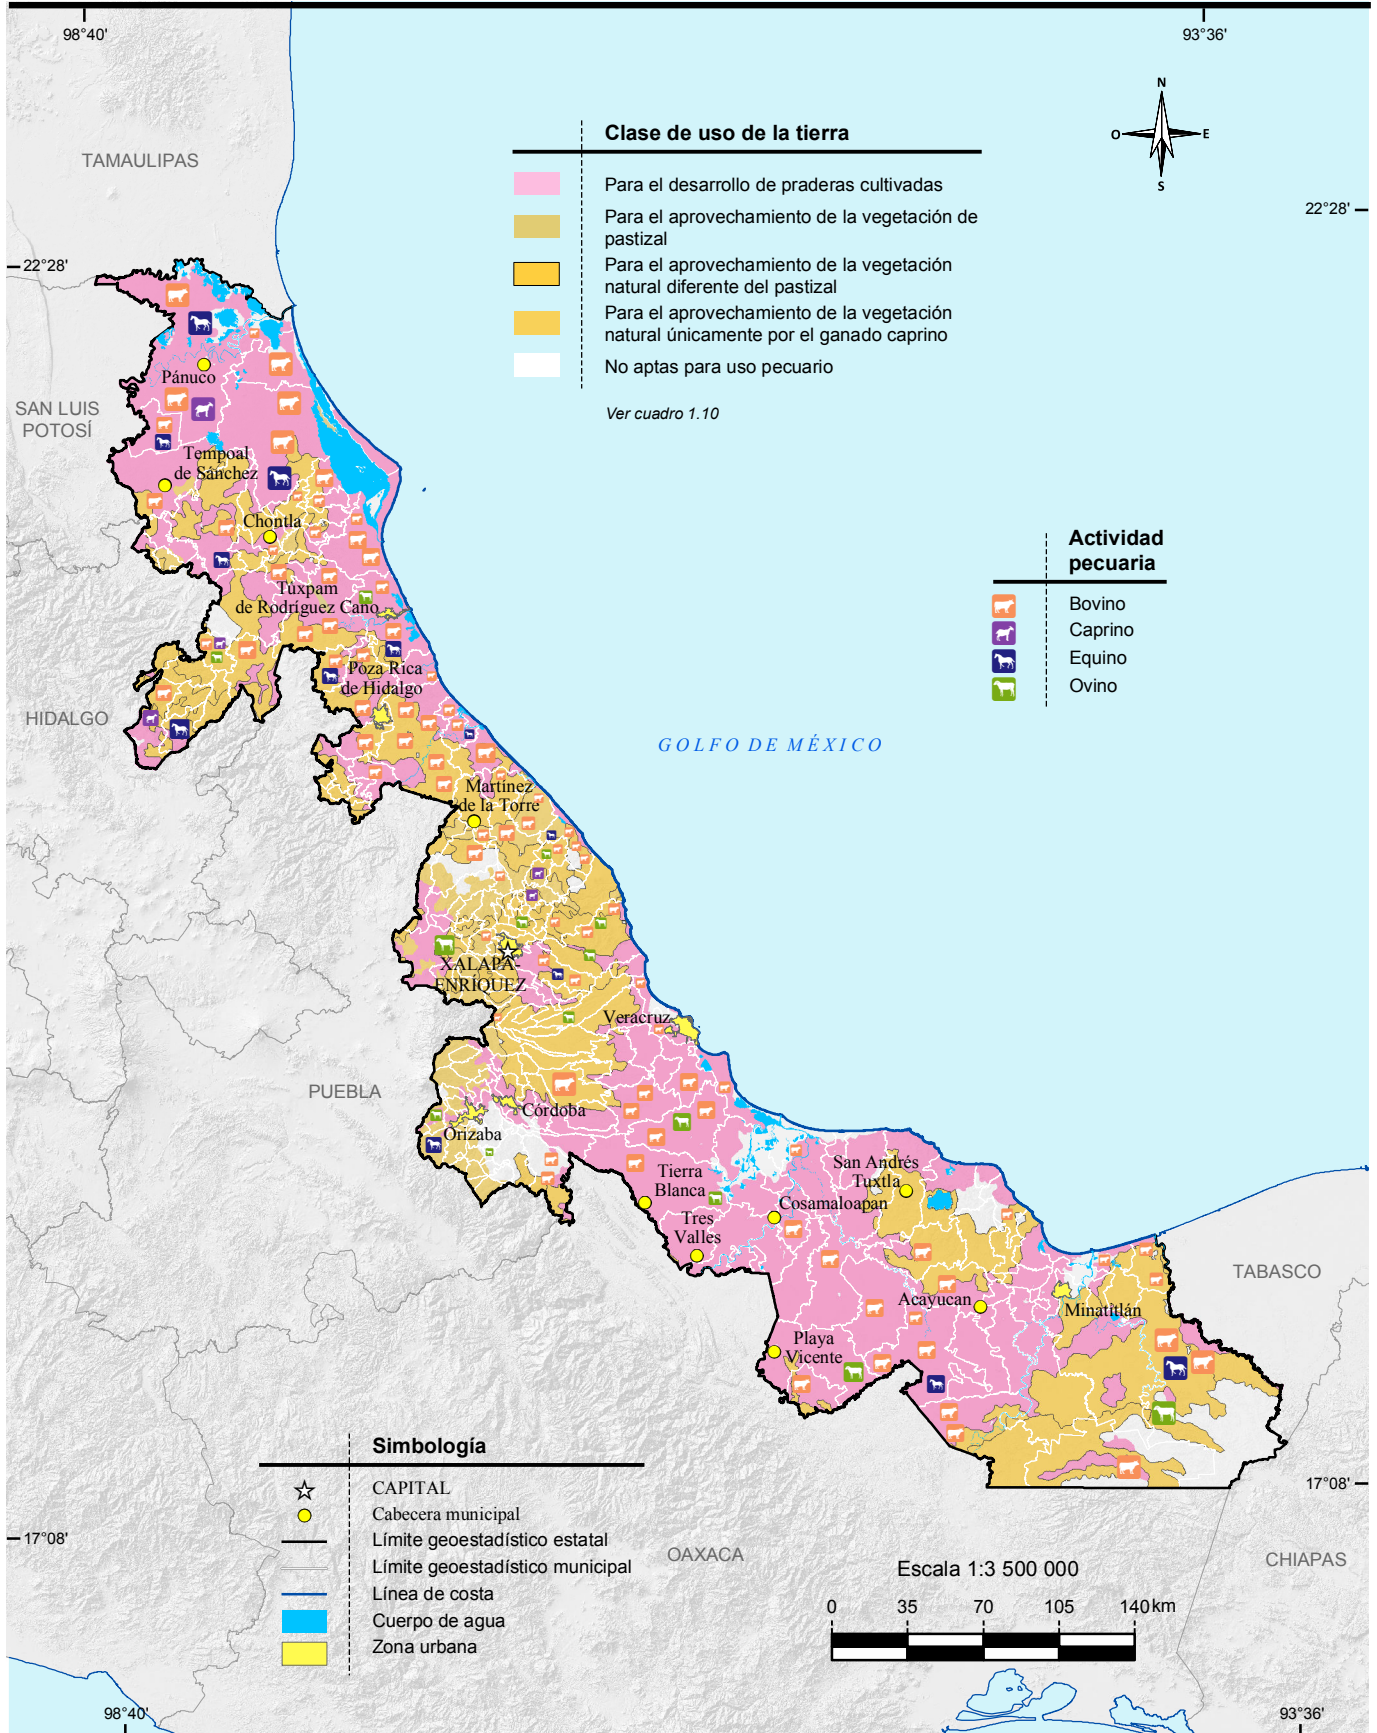 98°40'
93°36'
N
O
E
S
Clase de uso de la tierra
Para el desarrollo de praderas cultivadas
Para el aprovechamiento de la vegetación de
pastizal
Para el aprovechamiento de la vegetación
natural diferente del pastizal
Para el aprovechamiento de la vegetación
natural únicamente por el ganado caprino
No aptas para uso pecuario
Ver cuadro 1.10
TAMAULIPAS
22°28'
22°28'
Pánuco
SAN LUIS
POTOSÍ
Tempoal
de Sánchez
Chontla
Actividad
pecuaria
Bovino
Caprino
Equino
Ovino
Túxpam
de Rodríguez Cano
Poza Rica
de Hidalgo
HIDALGO
GOLFO DE MÉXICO
Martínez
de la Torre
XALAPA-
ENRÍQUEZ
Veracruz
PUEBLA
Córdoba
Orizaba
Tierra
Blanca
San Andrés
Tuxtla
Cosamaloapan
Tres
Valles
TABASCO
Acayucan
Minatitlán
Playa
Vicente
Simbología
CAPITAL
Cabecera municipal
Límite geoestadístico estatal
Límite geoestadístico municipal
Línea de costa
Cuerpo de agua
Zona urbana
17°08'
17°08'
OAXACA
CHIAPAS
Escala 1:3 500 000
0 35 70 105 140 km
98°40'
93°36'